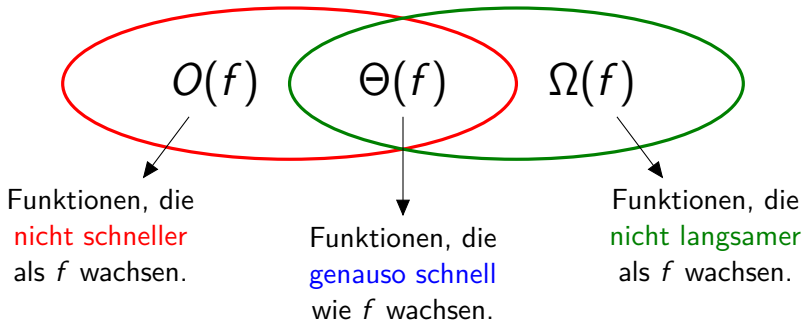 O(f)
Θ(f)
Ω(f)
Funktionen, die
nicht schneller
als f wachsen.
Funktionen, die
genauso schnell
wie f wachsen.
Funktionen, die
nicht langsamer
als f wachsen.